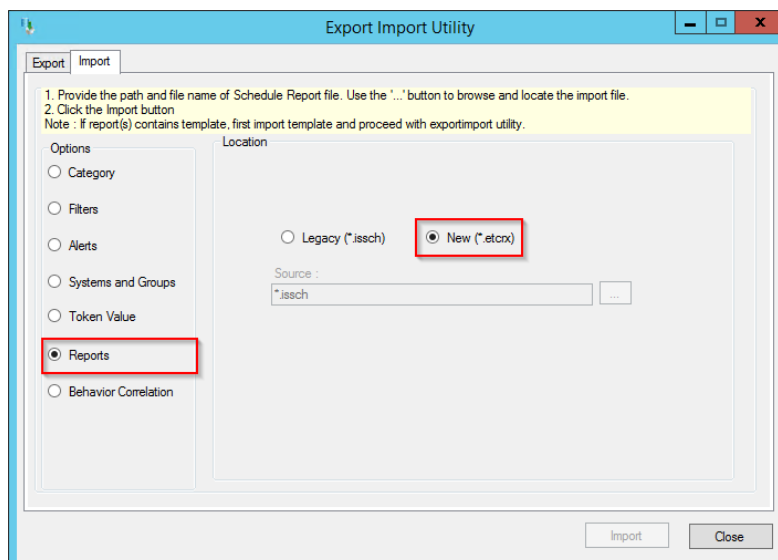 Export Import Utility
Export
Import
1. Provide the path and file name of Schedule Report file. Use the '...' button to browse and locate the import file.
2. Click the Import button
Note : If report(s) contains template, first import template and proceed with exportimport utility.
Options
Location
Category
Filters
Alerts
Legacy (*.issch)
New (*.etcrx)
Systems and Groups
Source :
*.issch
...
Token Value
Reports
Behavior Correlation
Import
Close